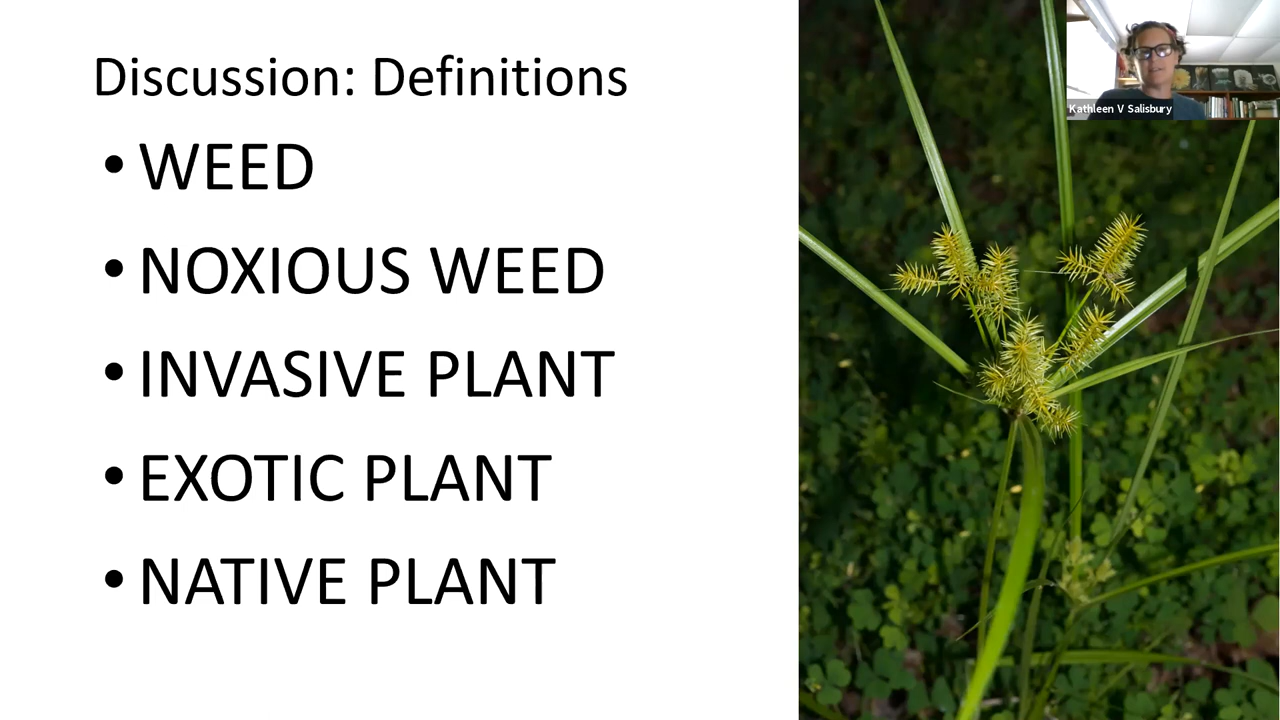 Discussion: Definitions
• WEED
• NOXIOUS WEED
• INVASIVE PLANT
• EXOTIC PLANT
• NATIVE PLANT
Kathleen V Salisbury